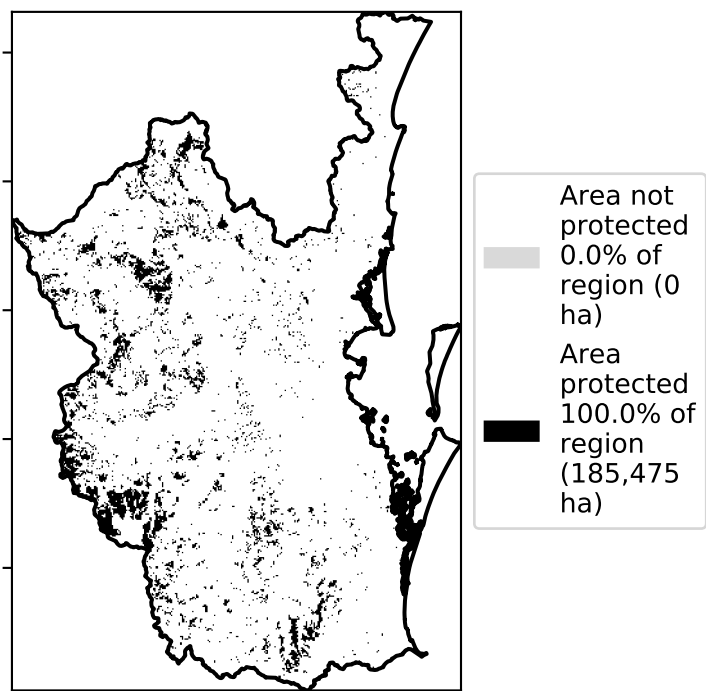 Area not
protected
0.0% of
region (0
ha)
Area
protected
100.0% of
region
(185,475
ha)